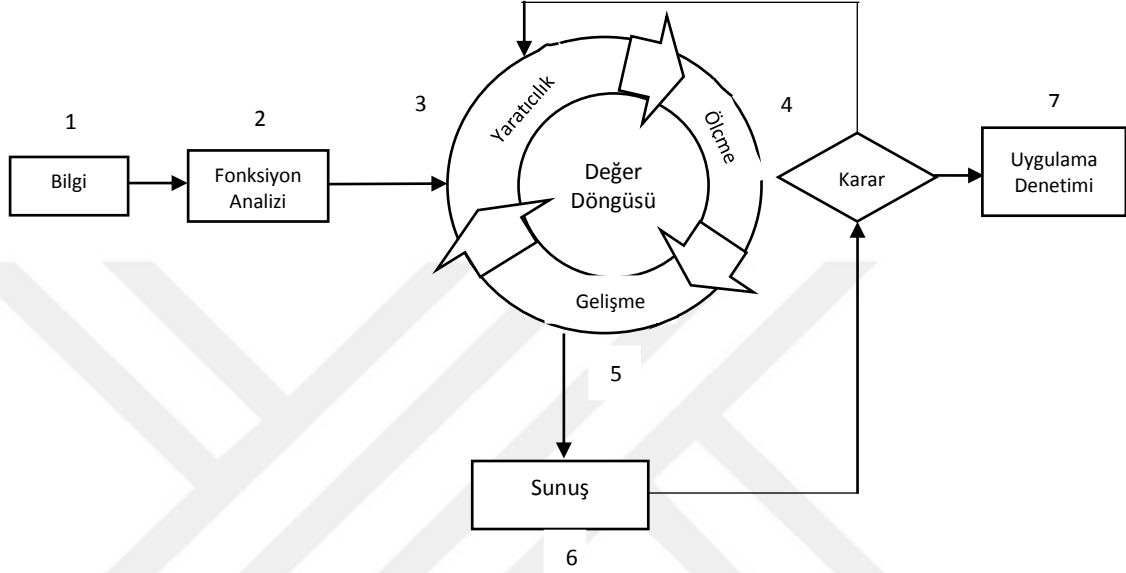 1
Bilgi
2
Fonksiyon
Analizi
3
Yaratıcılık
Ölçme
Değer
Döngüsü
Gelişme
4
Karar
7
Uygulama
Denetimi
5
Sunuş
6